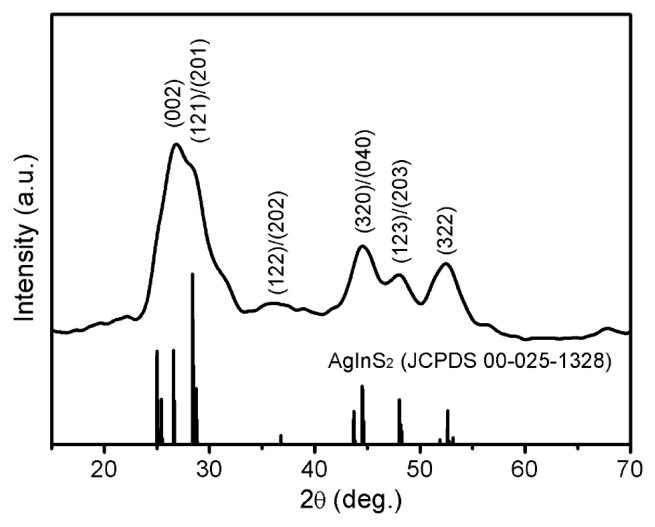 Intensity (a.u.)
(002)
(121)/(201)
(122)/(202)
(320)/(040)
(123)/(203)
(322)
AgInS₂ (JCPDS 00-025-1328)
20 30 40 50 60 70
2θ (deg.)